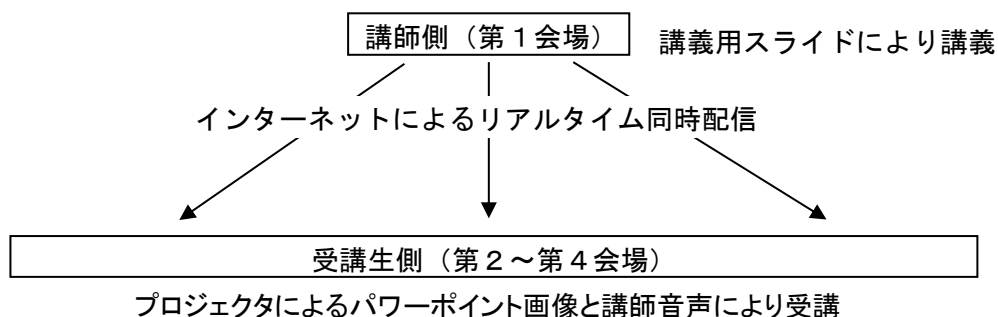 講師側（第１会場）　講義用スライドにより講義
インターネットによるリアルタイム同時配信
受講生側（第２～第４会場）
プロジェクタによるパワーポイント画像と講師音声により受講